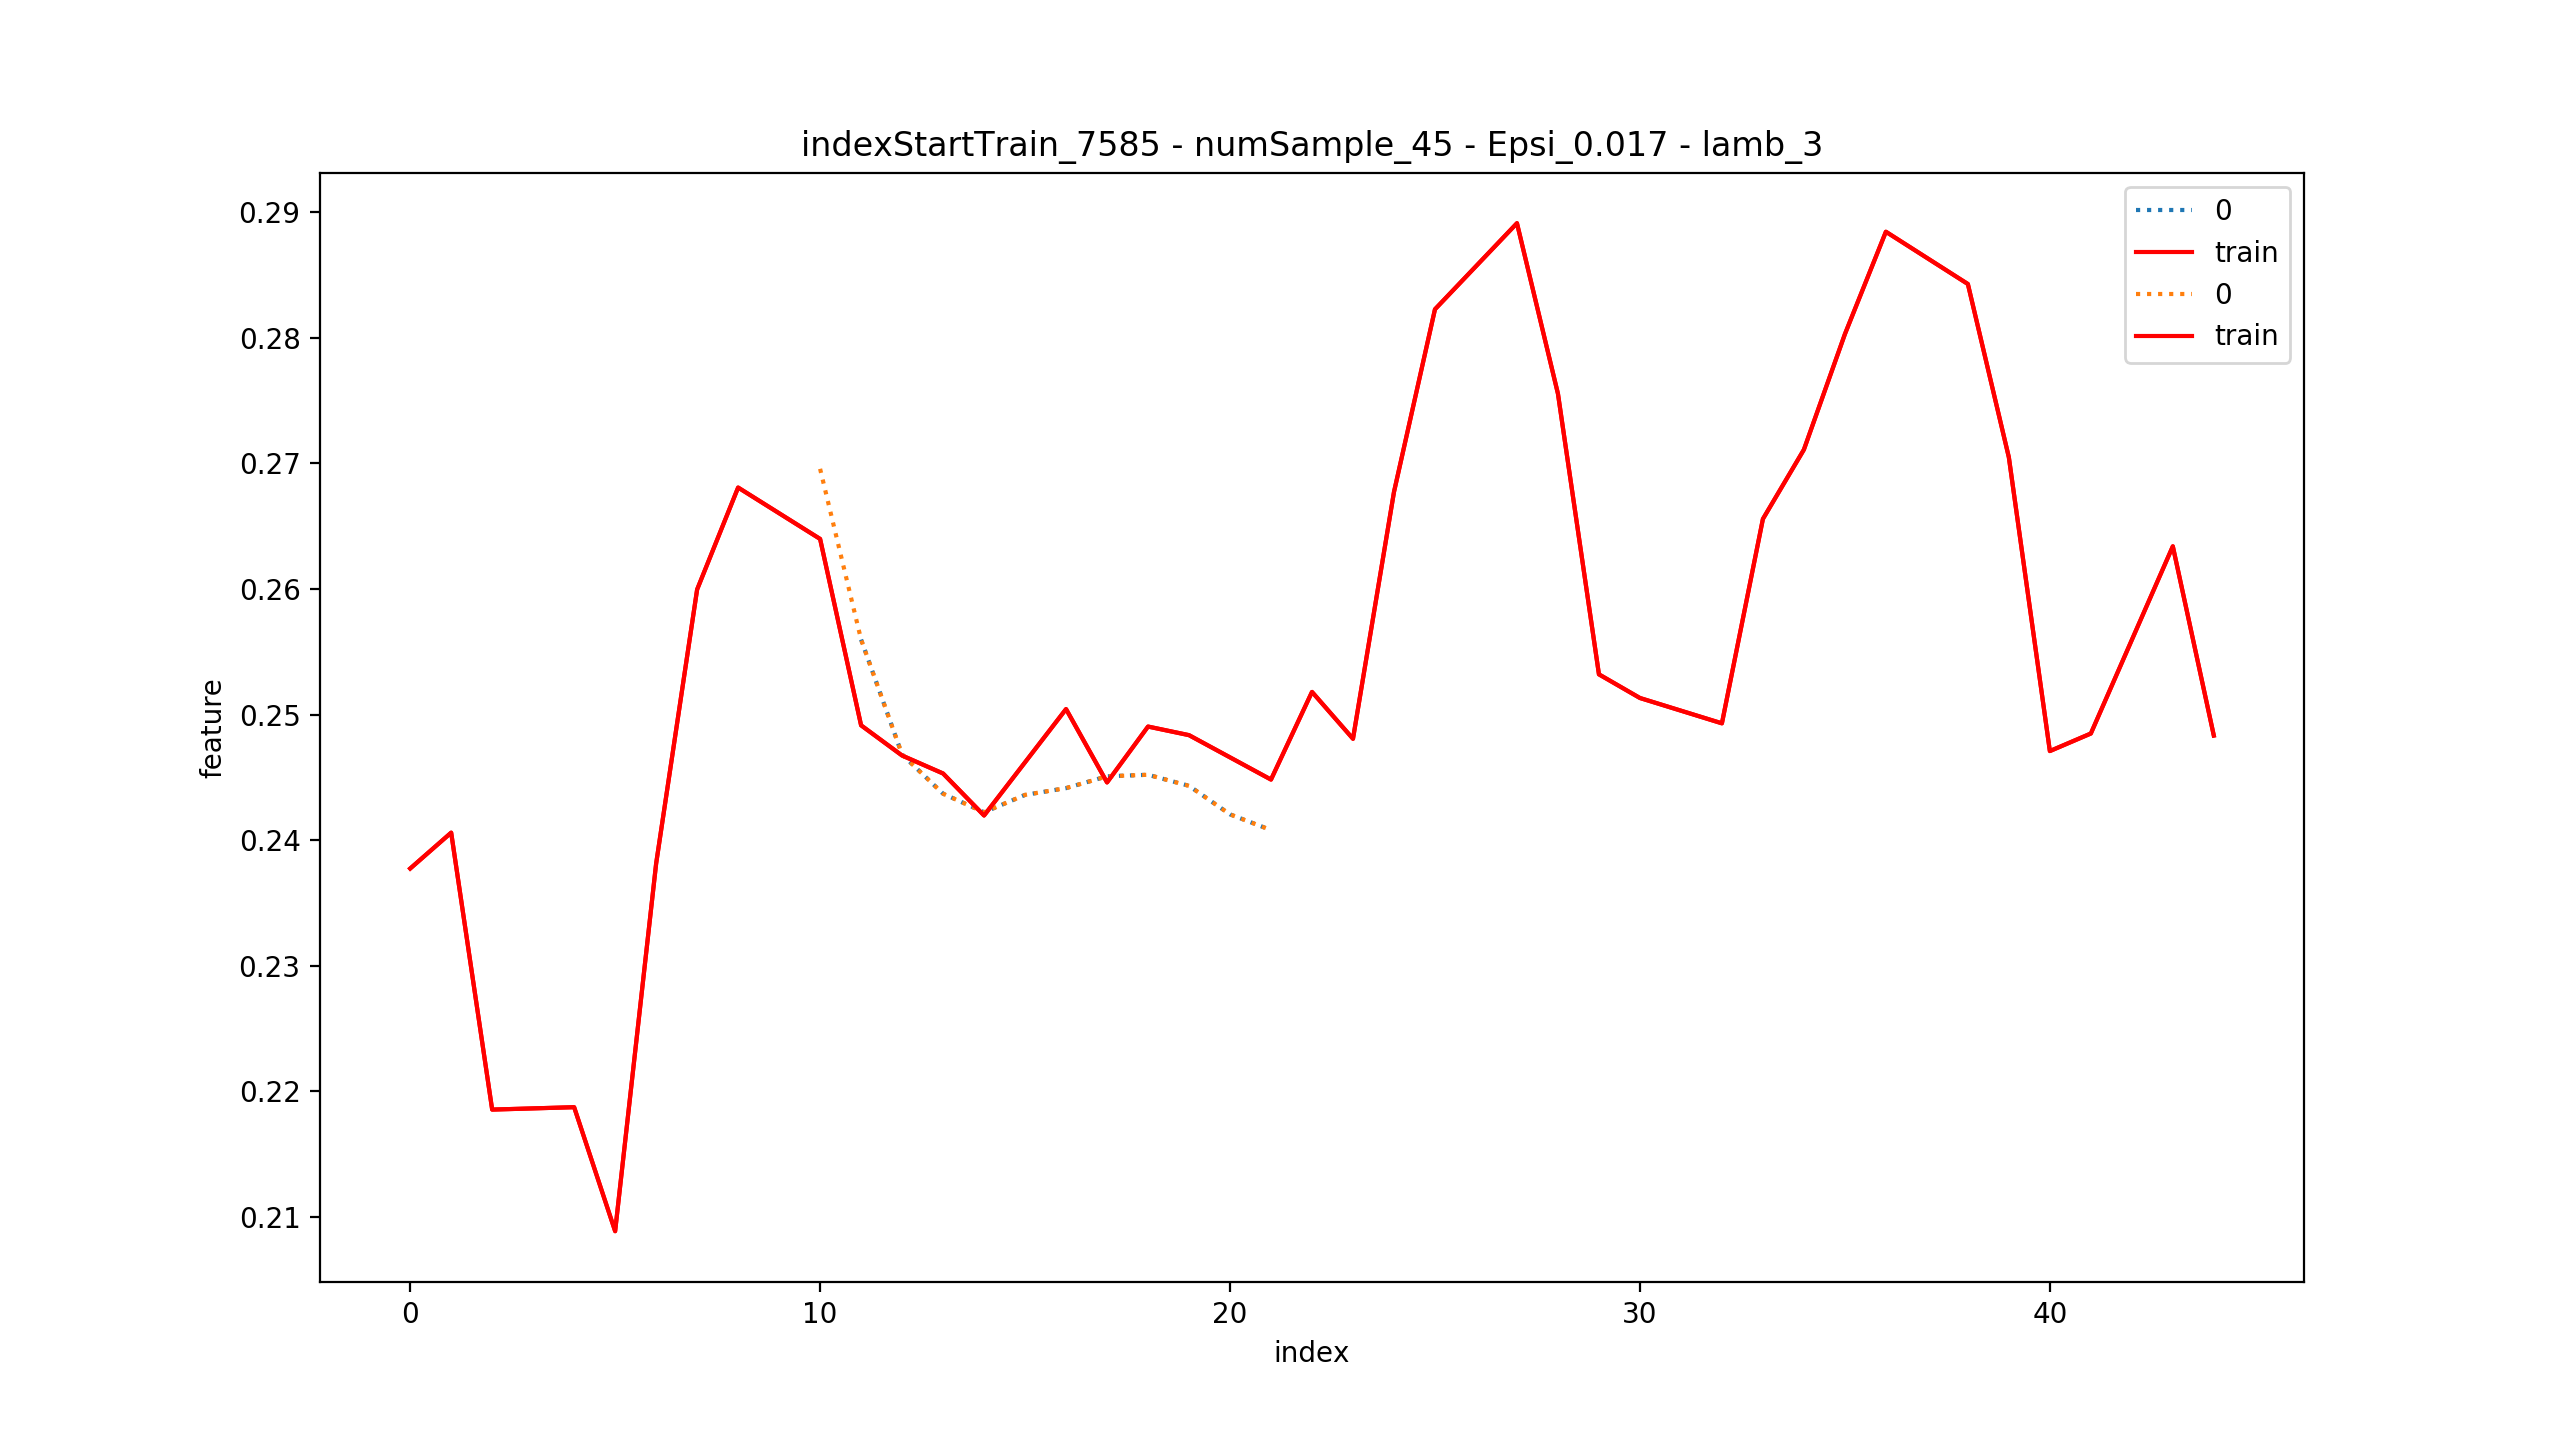 indexStartTrain_7585 - numSample_45 - Epsi_0.017 - lamb_3
0
train
0
train
0.29
0.28
0.27
0.26
0.25
0.24
0.23
0.22
0.21
feature
0 10 20 30 40
index